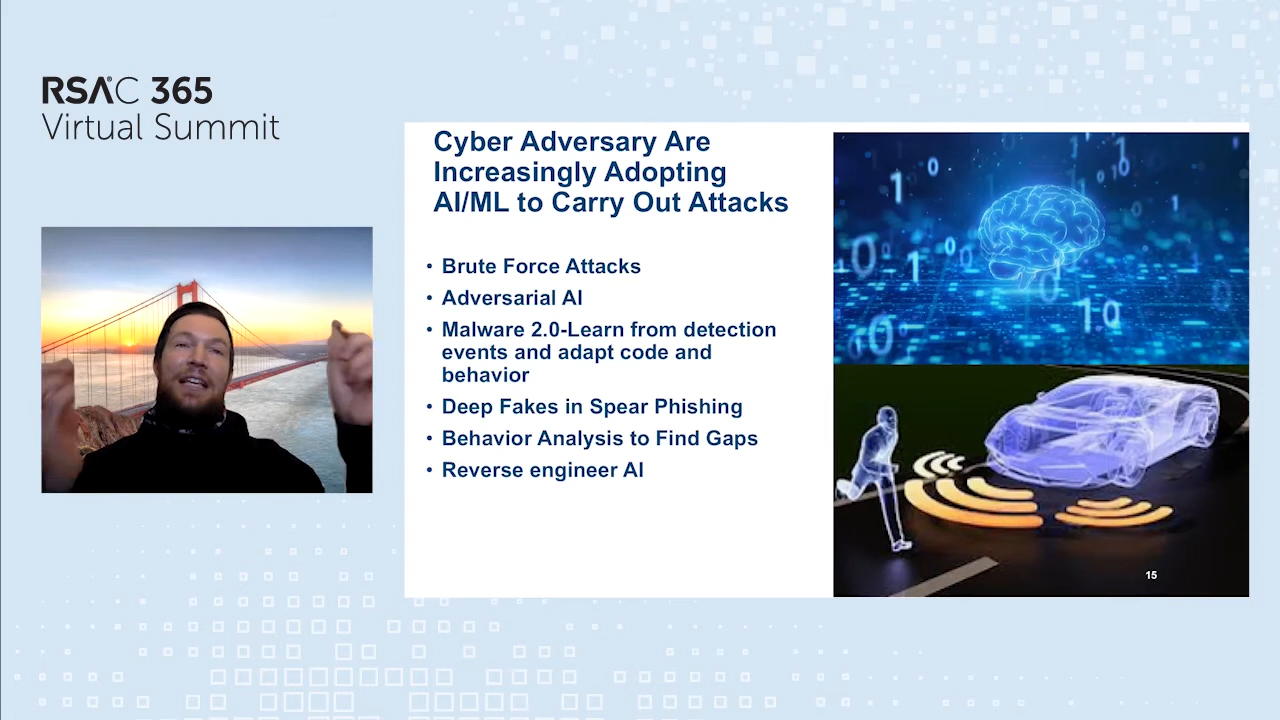 RSAC 365
Virtual Summit
Cyber Adversary Are
Increasingly Adopting
AI/ML to Carry Out Attacks
• Brute Force Attacks
• Adversarial AI
• Malware 2.0-Learn from detection
events and adapt code and
behavior
• Deep Fakes in Spear Phishing
• Behavior Analysis to Find Gaps
• Reverse engineer AI
15